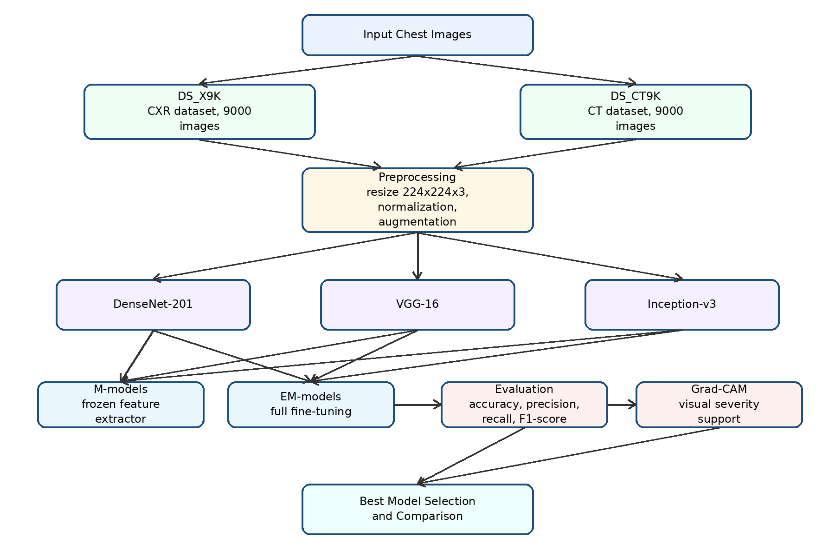 Input Chest Images
DS_X9K
CXR dataset, 9000
images
DS_CT9K
CT dataset, 9000
images
Preprocessing
resize 224x224x3,
normalization,
augmentation
DenseNet-201
VGG-16
Inception-v3
M-models
frozen feature
extractor
EM-models
full fine-tuning
Evaluation
accuracy, precision,
recall, F1-score
Grad-CAM
visual severity
support
Best Model Selection
and Comparison